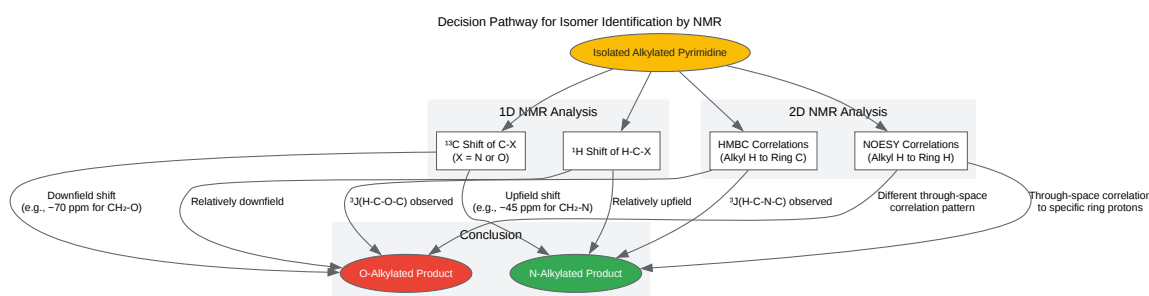 Decision Pathway for Isomer Identification by NMR
Isolated Alkylated Pyrimidine
1D NMR Analysis
2D NMR Analysis
¹³C Shift of C-X
(X = N or O)
¹H Shift of H-C-X
HMBC Correlations
(Alkyl H to Ring C)
NOESY Correlations
(Alkyl H to Ring H)
Downfield shift
(e.g., ~70 ppm for CH₂-O)
Relatively downfield
³J(H-C-O-C) observed
Upfield shift
(e.g., ~45 ppm for CH₂-N)
Relatively upfield
³J(H-C-N-C) observed
Different through-space
correlation pattern
Through-space correlation
to specific ring protons
Conclusion
O-Alkylated Product
N-Alkylated Product